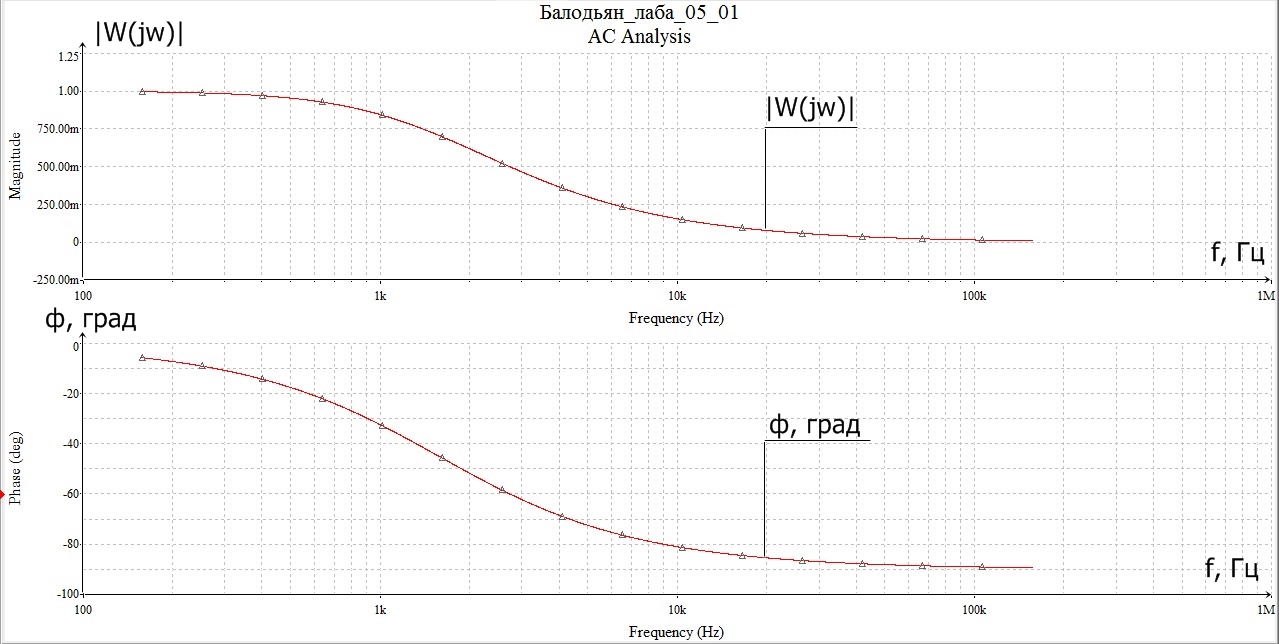 Балодьян_лаба_05_01
AC Analysis
|W(jw)|
1.25
1.00
750.00m
500.00m
250.00m
0
-250.00m
Magnitude
|W(jw)|
f, Гц
100
1k
10k
100k
1M
Frequency (Hz)
ф, град
0
-20
-40
-60
-80
-100
Phase (deg)
ф, град
f, Гц
100
1k
10k
100k
1M
Frequency (Hz)